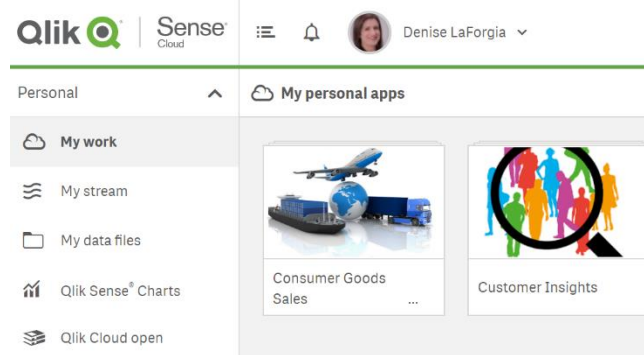 Qlik Q Sense®
Cloud
Denise LaForgia
Personal
My personal apps
My work
My stream
My data files
Qlik Sense® Charts
Qlik Cloud open
Consumer Goods
Sales ...
Customer Insights